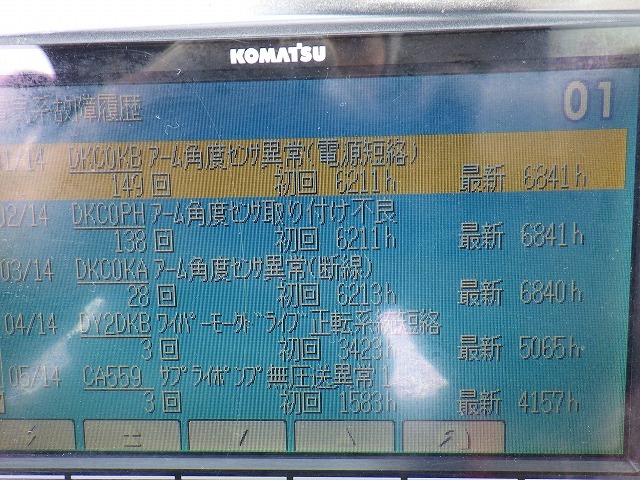 KOMATSU
電気系故障履歴 01
01/14 DKC0KB ｱｰﾑ角度ｾﾝｻ異常(電源短絡)
149回 初回 6211h 最新 6841h
02/14 DKC0PH ｱｰﾑ角度ｾﾝｻ取り付け不良
138回 初回 6211h 最新 6841h
03/14 DKC0KA ｱｰﾑ角度ｾﾝｻ異常(断線)
28回 初回 6213h 最新 6840h
04/14 DY2DKB ﾜｲﾊﾟｰﾓｰﾀﾄﾞﾗｲﾌﾞ正転系統短絡
3回 初回 3423h 最新 5065h
05/14 CA559 ｻﾌﾟﾗｲﾎﾟﾝﾌﾟ無圧送異常1
3回 初回 1583h 最新 4157h